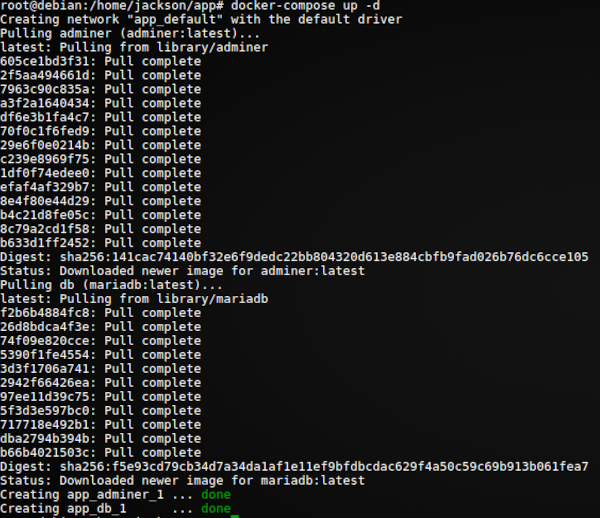 root@debian:/home/jackson/app# docker-compose up -d
Creating network "app_default" with the default driver
Pulling adminer (adminer:latest)...
latest: Pulling from library/adminer
605ce1bd3f31: Pull complete
2f5aa494661d: Pull complete
7963c90c835a: Pull complete
a3f2a1640434: Pull complete
df6e3b1fa4c7: Pull complete
70f0c1f6fed9: Pull complete
29e6f0e0214b: Pull complete
c239e8969f75: Pull complete
1df0f74edee0: Pull complete
efaf4af329b7: Pull complete
8e4f80e44d29: Pull complete
b4c21d8fe05c: Pull complete
8c79a2cd1f58: Pull complete
b633d1ff2452: Pull complete
Digest: sha256:141cac74140bf32e6f9dedc22bb804320d613e884cbfb9fad026b76dc6cce105
Status: Downloaded newer image for adminer:latest
Pulling db (mariadb:latest)...
latest: Pulling from library/mariadb
f2b6b4884fc8: Pull complete
26d8bdca4f3e: Pull complete
74f09e820cce: Pull complete
5390f1fe4554: Pull complete
3d3f1706a741: Pull complete
2942f66426ea: Pull complete
97ee11d39c75: Pull complete
5f3d3e597bc0: Pull complete
717718e492b1: Pull complete
dba2794b394b: Pull complete
b66b4021503c: Pull complete
Digest: sha256:f5e93cd79cb34d7a34da1af1e11ef9bfdbcdac629f4a50c59c69b913b061fea7
Status: Downloaded newer image for mariadb:latest
Creating app_adminer_1 ... done
Creating app_db_1      ... done